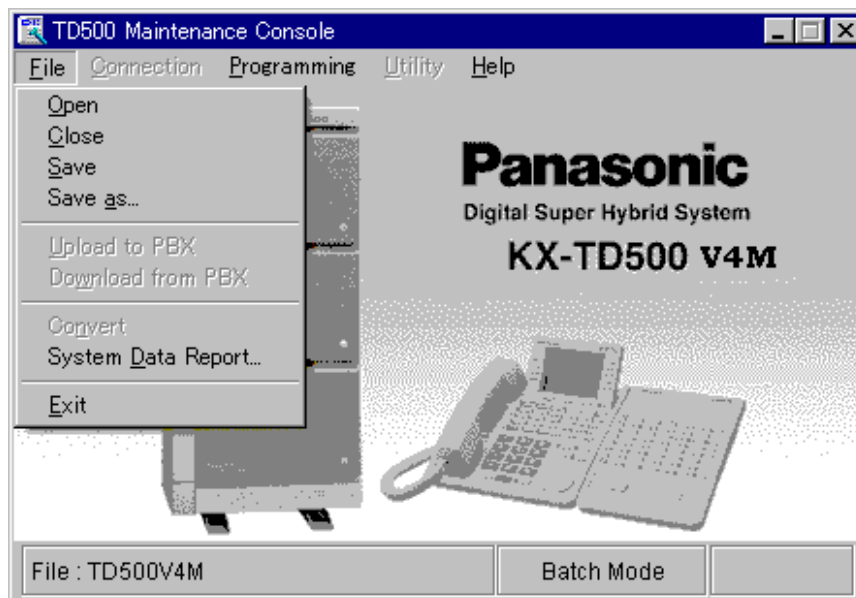 TD500 Maintenance Console
File Connection Programming Utility Help
Open
Close
Save
Save as...
Upload to PBX
Download from PBX
Convert
System Data Report...
Exit
Panasonic
Digital Super Hybrid System
KX-TD500 V4M
File : TD500V4M
Batch Mode